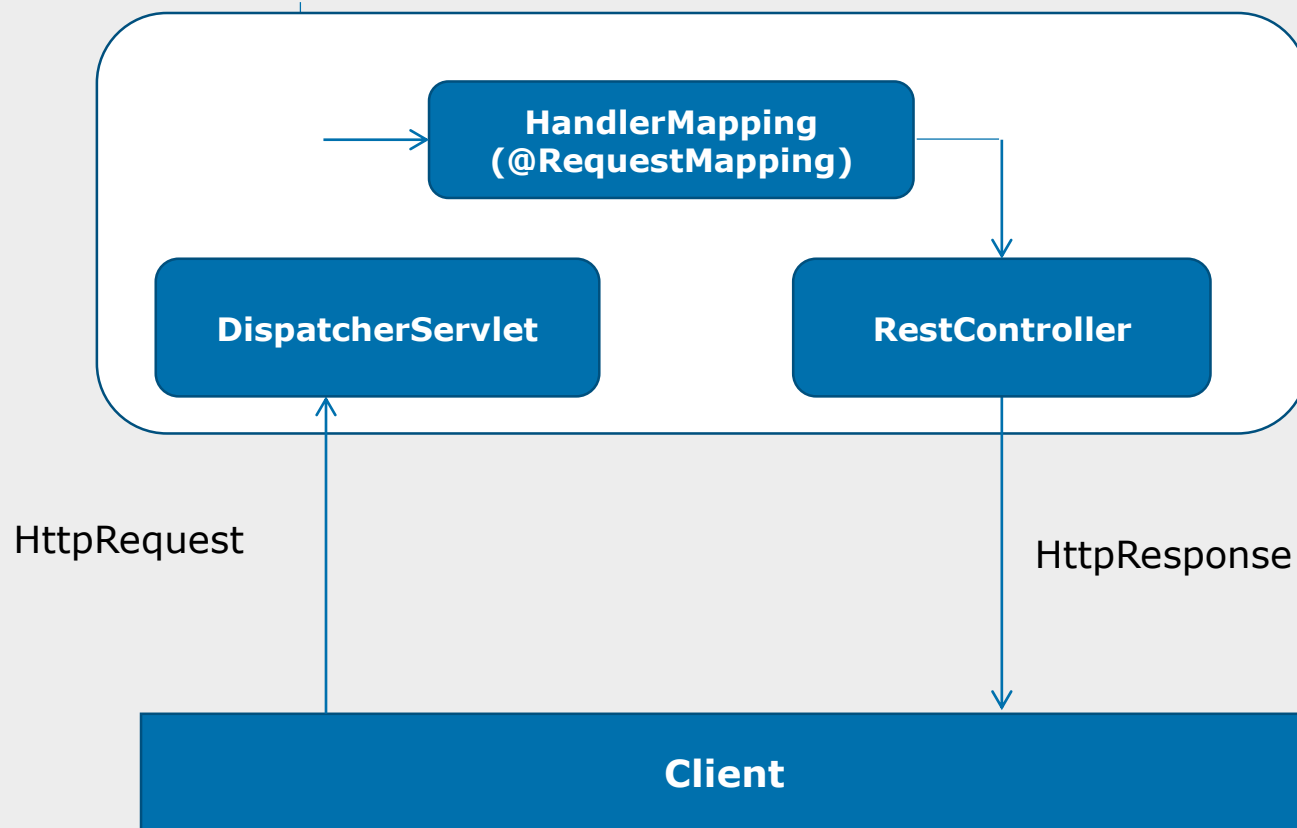 HandlerMapping
(@RequestMapping)
DispatcherServlet
RestController
HttpRequest
HttpResponse
Client